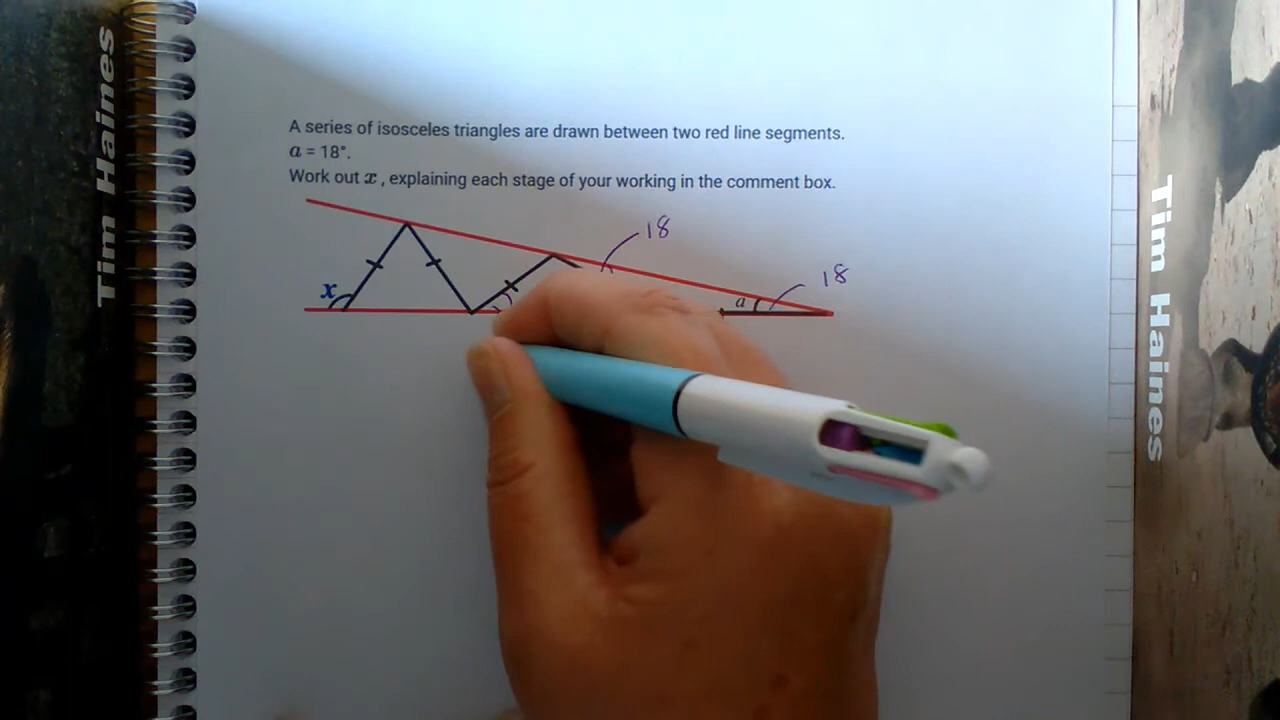 A series of isosceles triangles are drawn between two red line segments.
a = 18°.
Work out x , explaining each stage of your working in the comment box.
18
18
x
a
Tim Haines
Tim Haines